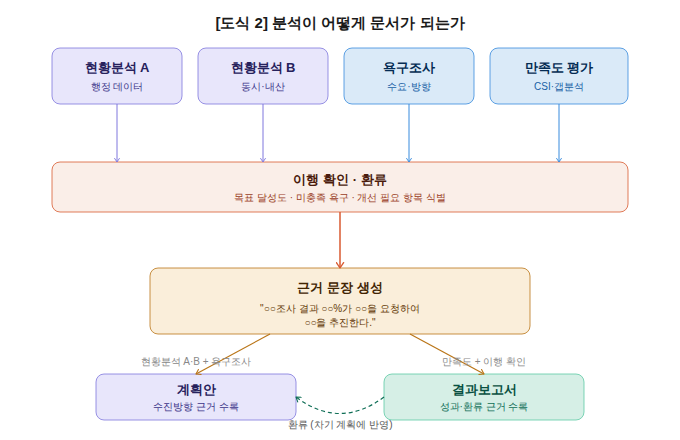 [도식 2] 분석이 어떻게 문서가 되는가
현황분석 A
행정 데이터
현황분석 B
동시·내산
욕구조사
수요·방향
만족도 평가
CSI·갭분석
이행 확인 · 환류
목표 달성도 · 미충족 욕구 · 개선 필요 항목 식별
근거 문장 생성
"○○조사 결과 ○○%가 ○○을 요청하여
○○을 추진한다."
현황분석 A·B + 욕구조사
만족도 + 이행 확인
계획안
수진방향 근거 수록
결과보고서
성과·환류 근거 수록
환류 (차기 계획에 반영)